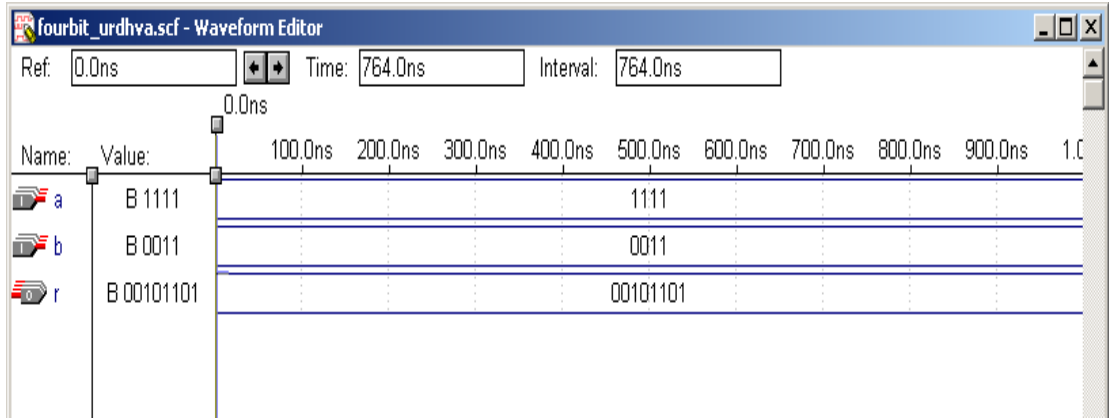 fourbit_urdhva.scf - Waveform Editor
Ref: 0.0ns Time: 764.0ns Interval: 764.0ns
0.0ns
Name: Value: 100.0ns 200.0ns 300.0ns 400.0ns 500.0ns 600.0ns 700.0ns 800.0ns 900.0ns 1.0
a B 1111 1111
b B 0011 0011
r B 00101101 00101101